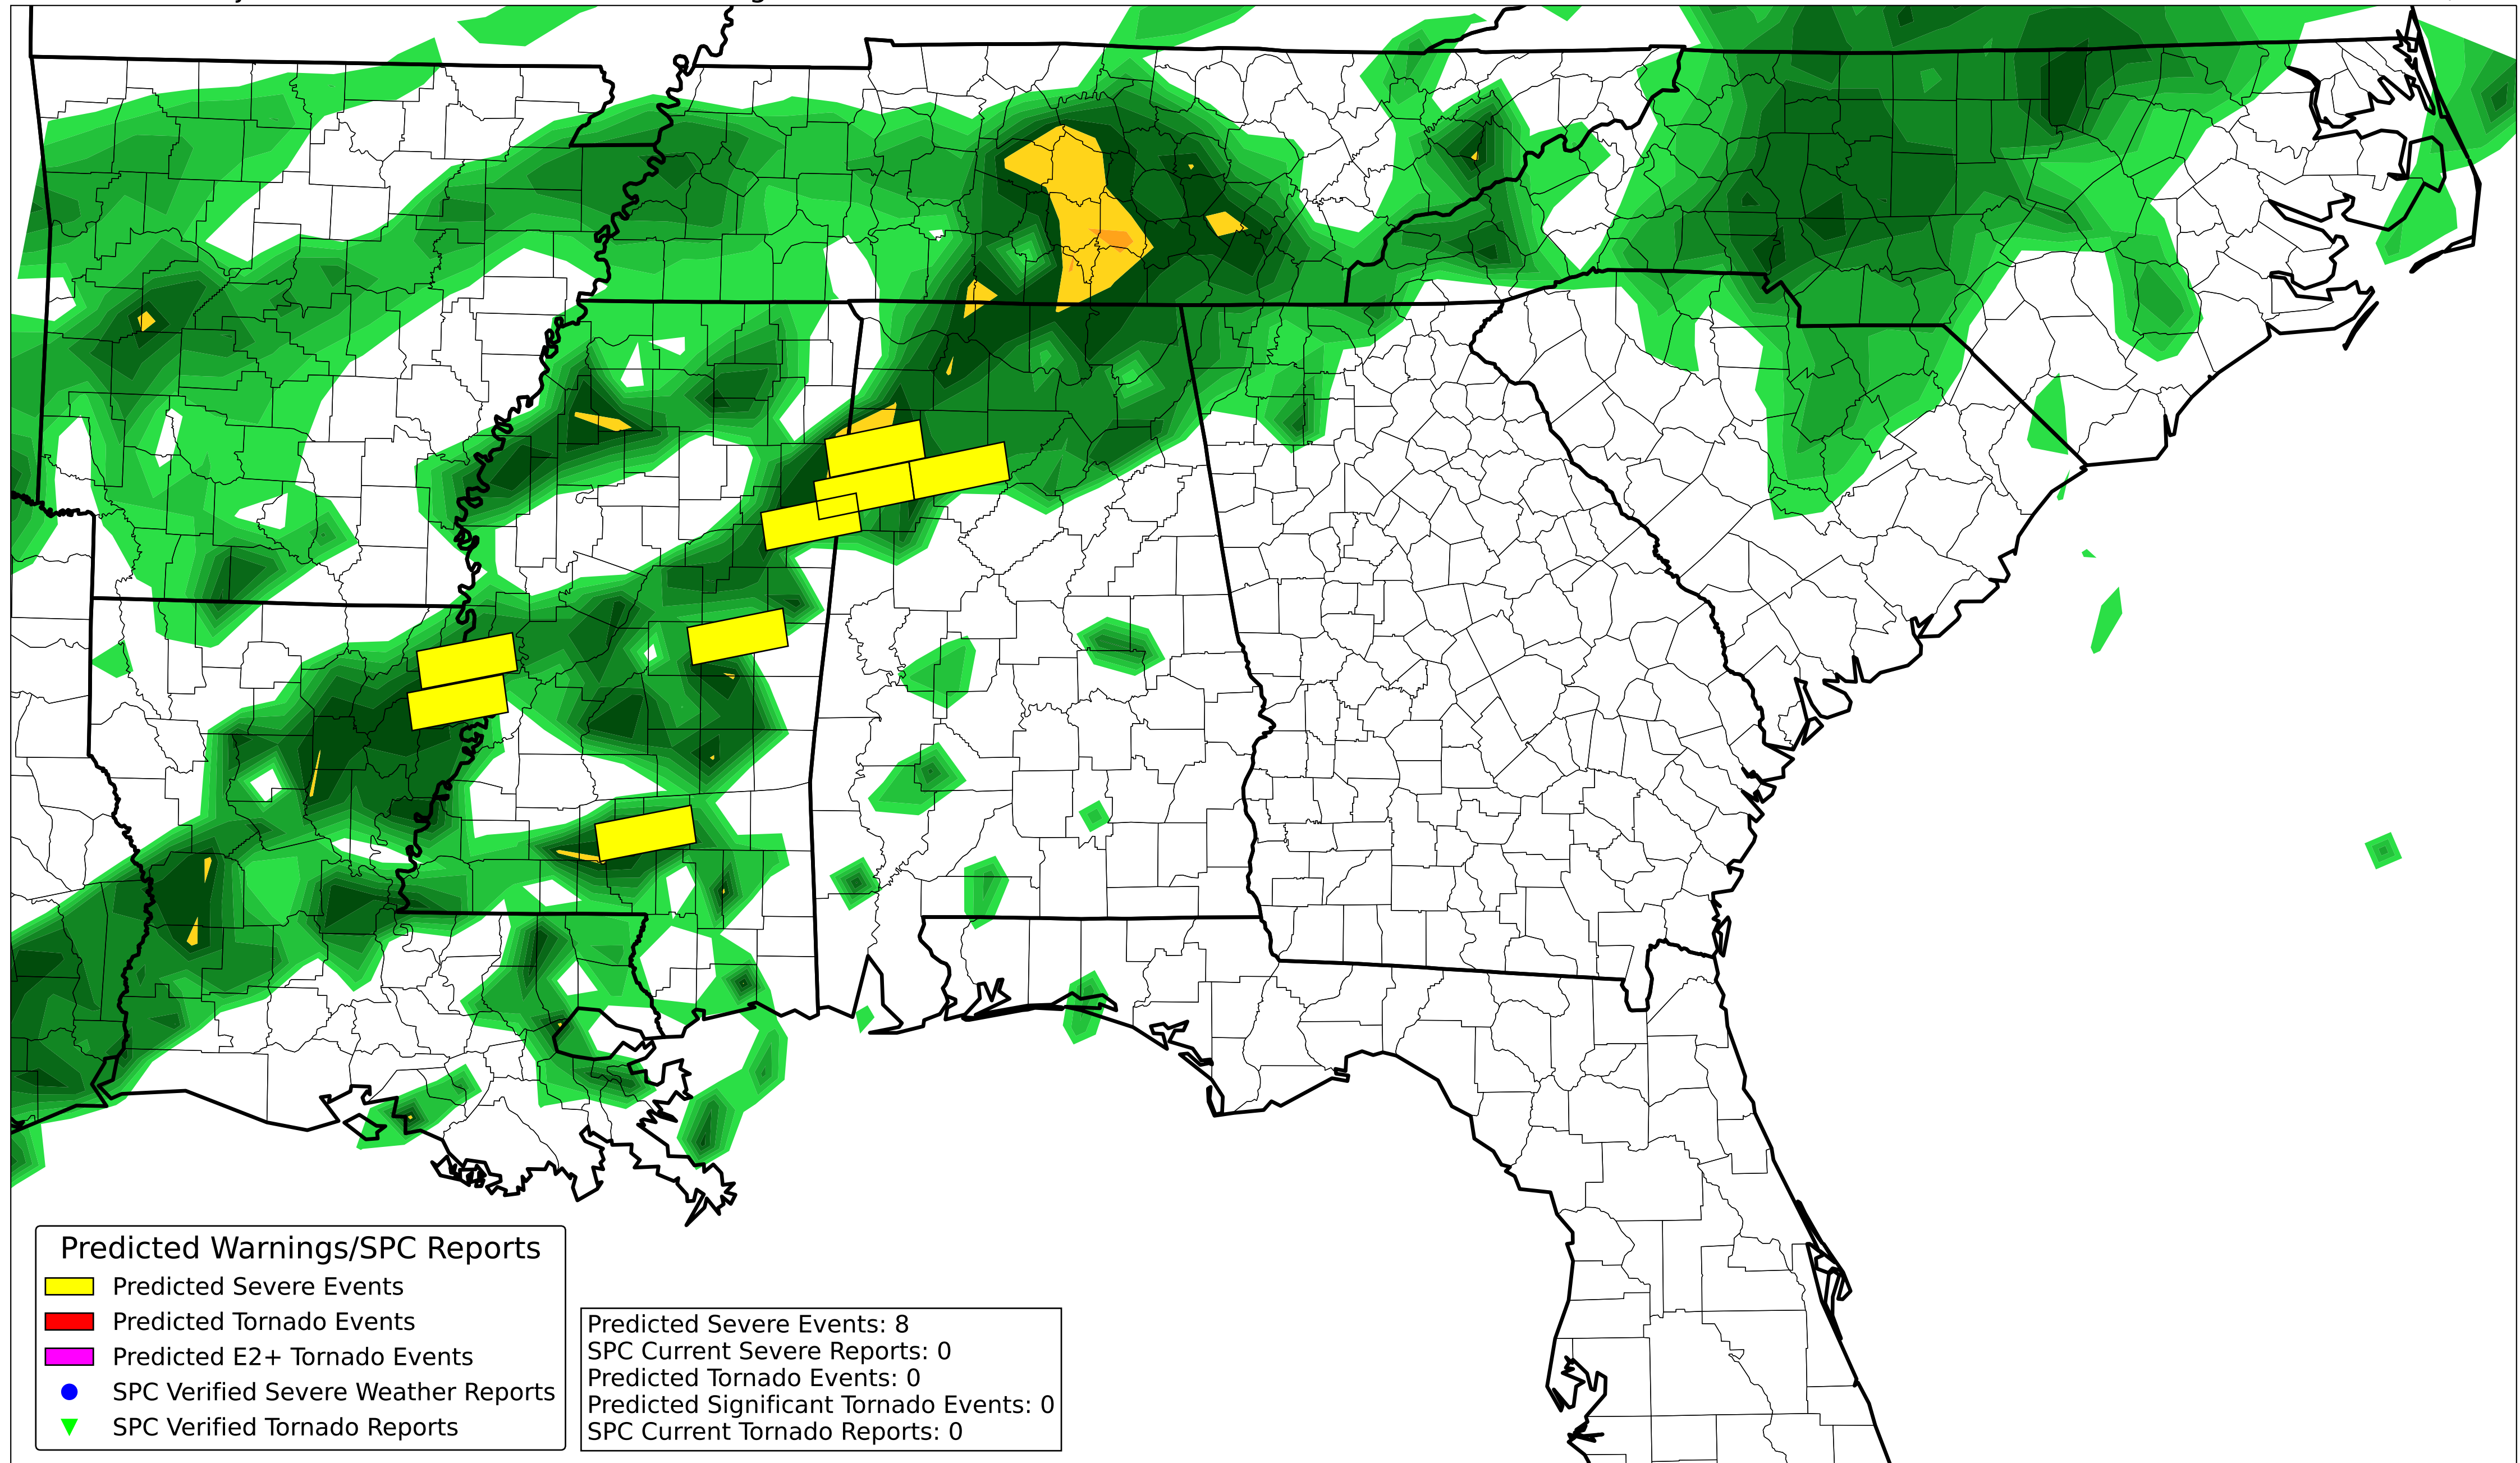 Predicted Warnings/SPC Reports
Predicted Severe Events
Predicted Tornado Events
Predicted E2+ Tornado Events
SPC Verified Severe Weather Reports
SPC Verified Tornado Reports
Predicted Severe Events: 8
SPC Current Severe Reports: 0
Predicted Tornado Events: 0
Predicted Significant Tornado Events: 0
SPC Current Tornado Reports: 0